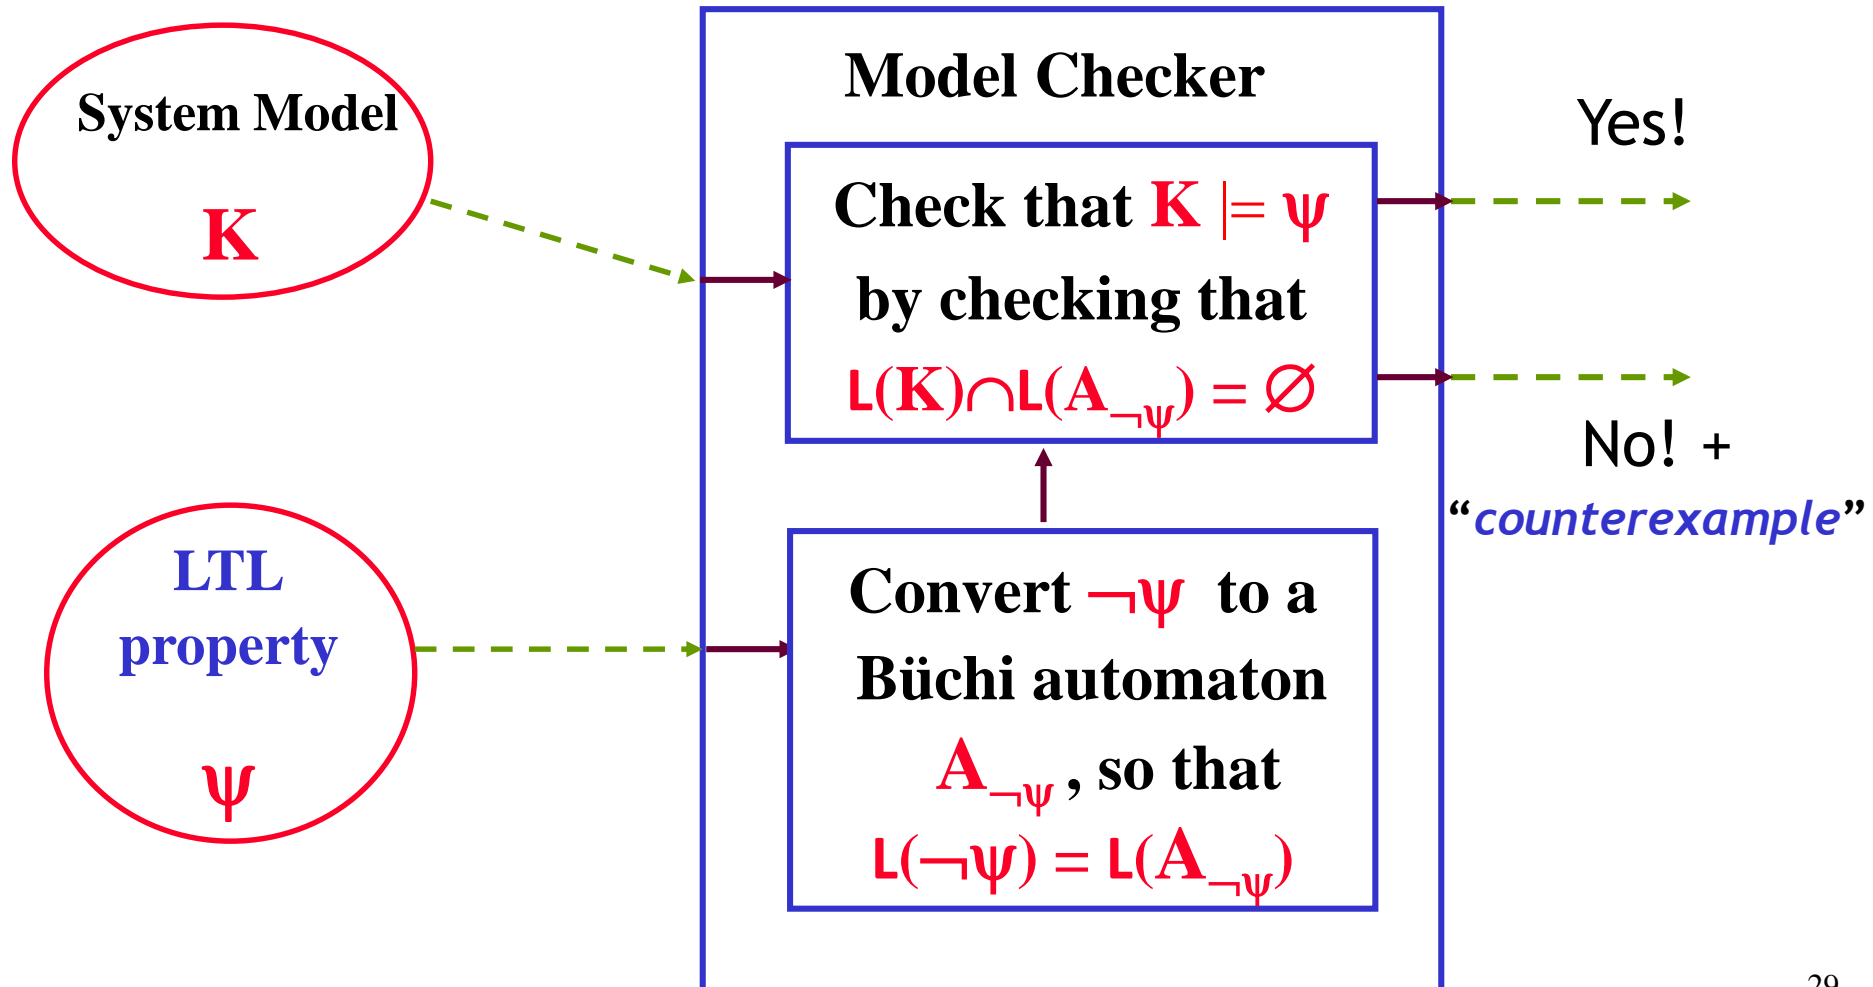 System Model
K
LTL
property
ψ
Model Checker
Check that K |= ψ
by checking that
L(K)∩L(A¬ψ) = ∅
Convert ¬ψ to a
Büchi automaton
A¬ψ , so that
L(¬ψ) = L(A¬ψ)
Yes!
No! +
“counterexample”
29